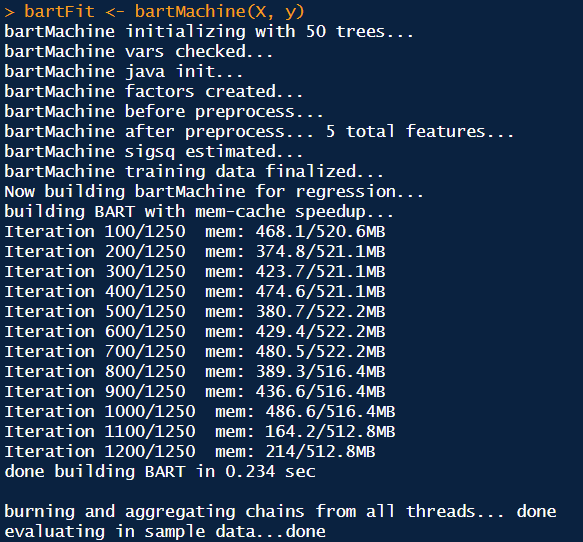 > bartFit <- bartMachine(X, y)
bartMachine initializing with 50 trees...
bartMachine vars checked...
bartMachine java init...
bartMachine factors created...
bartMachine before preprocess...
bartMachine after preprocess... 5 total features...
bartMachine sigsq estimated...
bartMachine training data finalized...
Now building bartMachine for regression...
building BART with mem-cache speedup...
Iteration 100/1250  mem: 468.1/520.6MB
Iteration 200/1250  mem: 374.8/521.1MB
Iteration 300/1250  mem: 423.7/521.1MB
Iteration 400/1250  mem: 474.6/521.1MB
Iteration 500/1250  mem: 380.7/522.2MB
Iteration 600/1250  mem: 429.4/522.2MB
Iteration 700/1250  mem: 480.5/522.2MB
Iteration 800/1250  mem: 389.3/516.4MB
Iteration 900/1250  mem: 436.6/516.4MB
Iteration 1000/1250  mem: 486.6/516.4MB
Iteration 1100/1250  mem: 164.2/512.8MB
Iteration 1200/1250  mem: 214/512.8MB
done building BART in 0.234 sec

burning and aggregating chains from all threads... done
evaluating in sample data...done